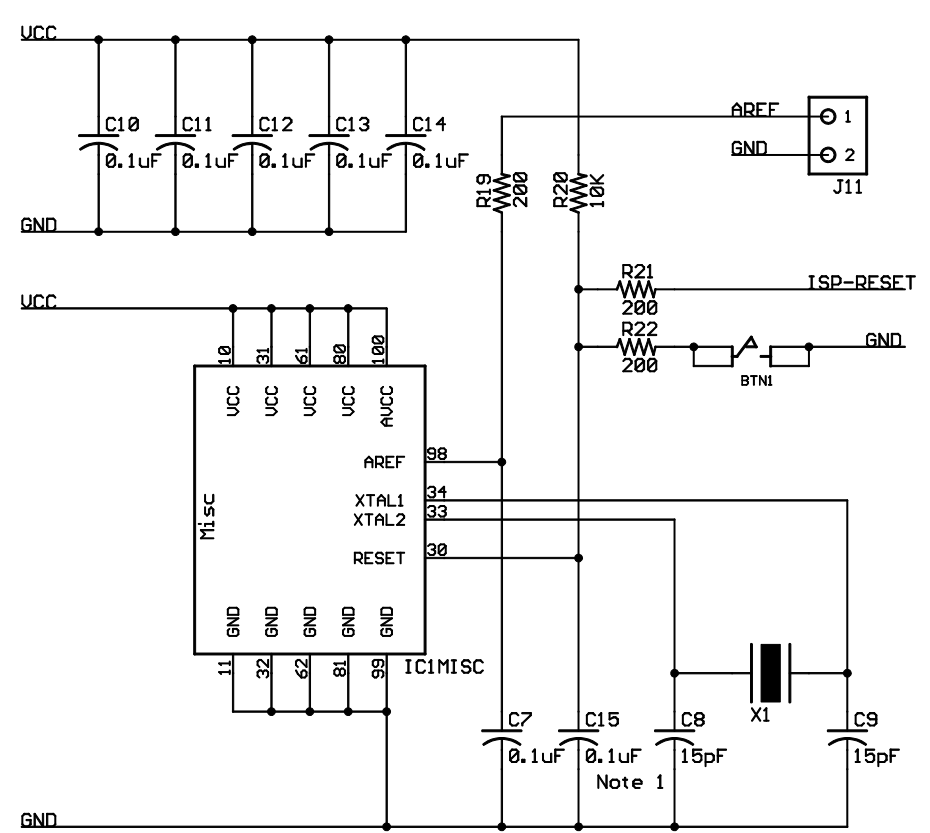 VCC
C10
0.1uF
C11
0.1uF
C12
0.1uF
C13
0.1uF
C14
0.1uF
GND
AREF
GND
1
2
J11
R19
200
R20
10K
R21
200
ISP-RESET
R22
200
GND
BTN1
VCC
10
31
61
80
100
VCC
VCC
VCC
VCC
AVCC
AREF
98
XTAL1
34
XTAL2
33
RESET
30
Misc
GND
GND
GND
GND
GND
11
32
62
81
99
IC1MISC
X1
C7
0.1uF
C15
0.1uF
Note 1
C8
15pF
C9
15pF
GND